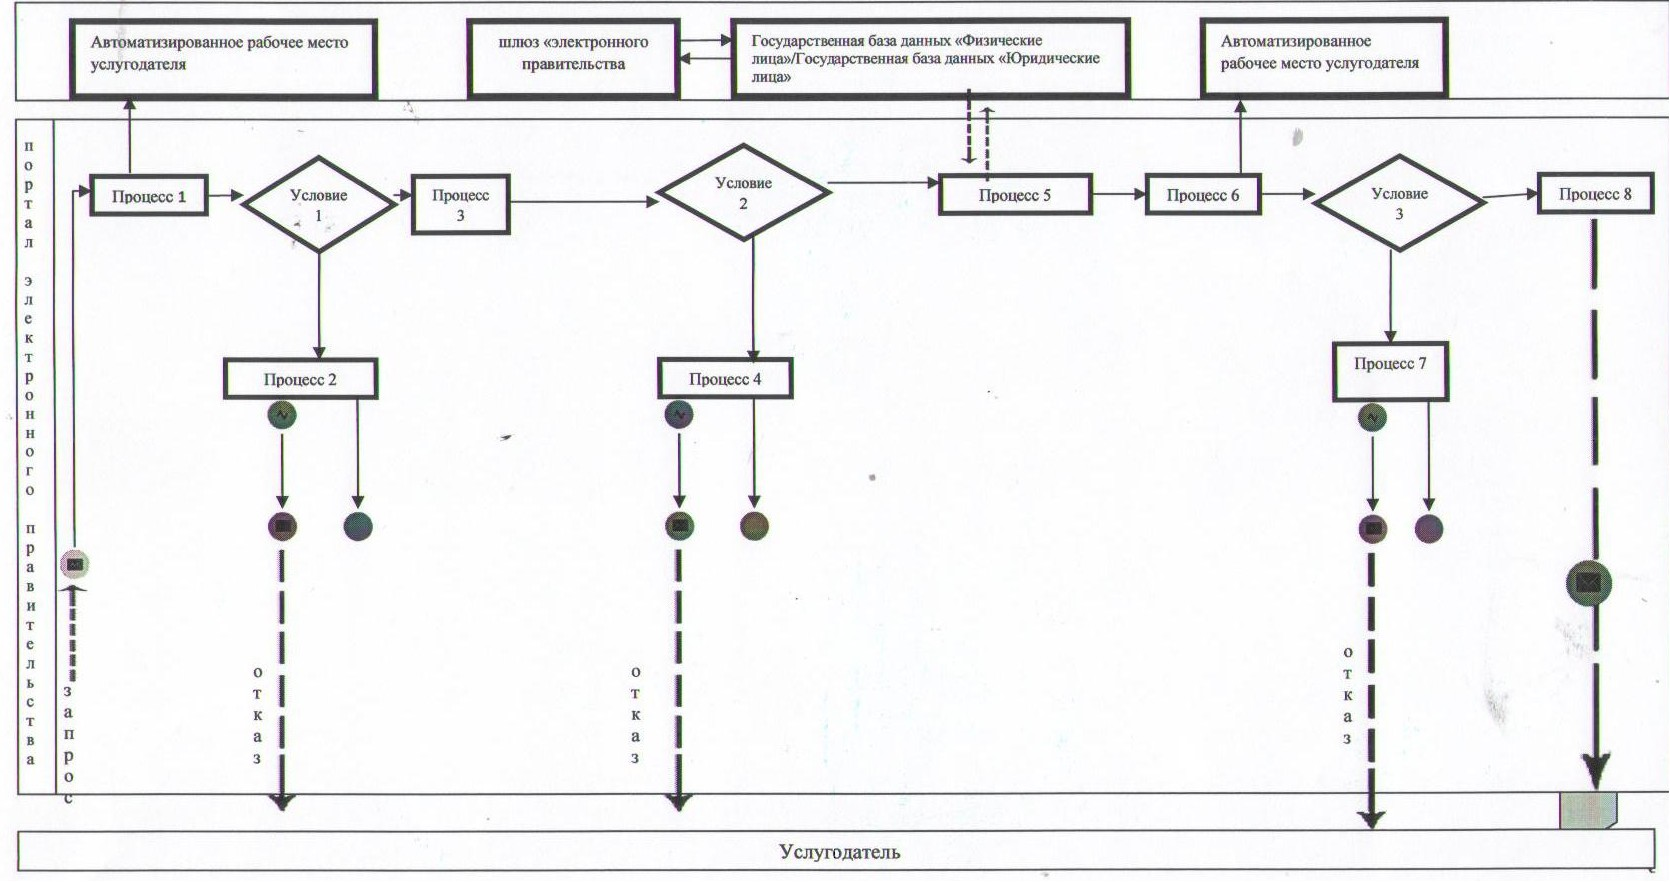 Автоматизированное рабочее место
услугодателя
шлюз «электронного
правительства
Государственная база данных «Физические
лица»/Государственная база данных «Юридические
лица»
Автоматизированное
рабочее место услугодателя
портал электронного правительства
Процесс 1
Условие
1
Процесс
3
Условие
2
Процесс 5
Процесс 6
Условие
3
Процесс 8
Процесс 2
Процесс 4
Процесс 7
запрос
отказ
отказ
отказ
Услугодатель